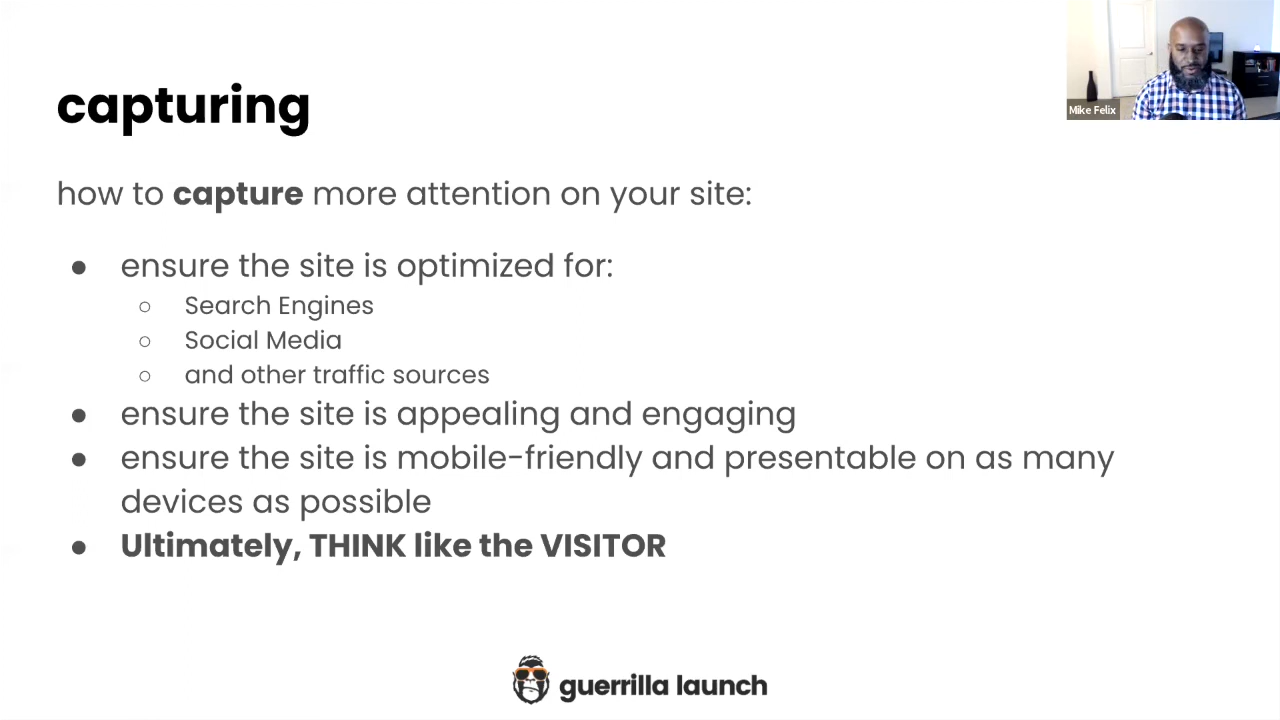 capturing
Mike Felix
how to capture more attention on your site:
● ensure the site is optimized for:
○ Search Engines
○ Social Media
○ and other traffic sources
● ensure the site is appealing and engaging
● ensure the site is mobile-friendly and presentable on as many
devices as possible
● Ultimately, THINK like the VISITOR
guerrilla launch